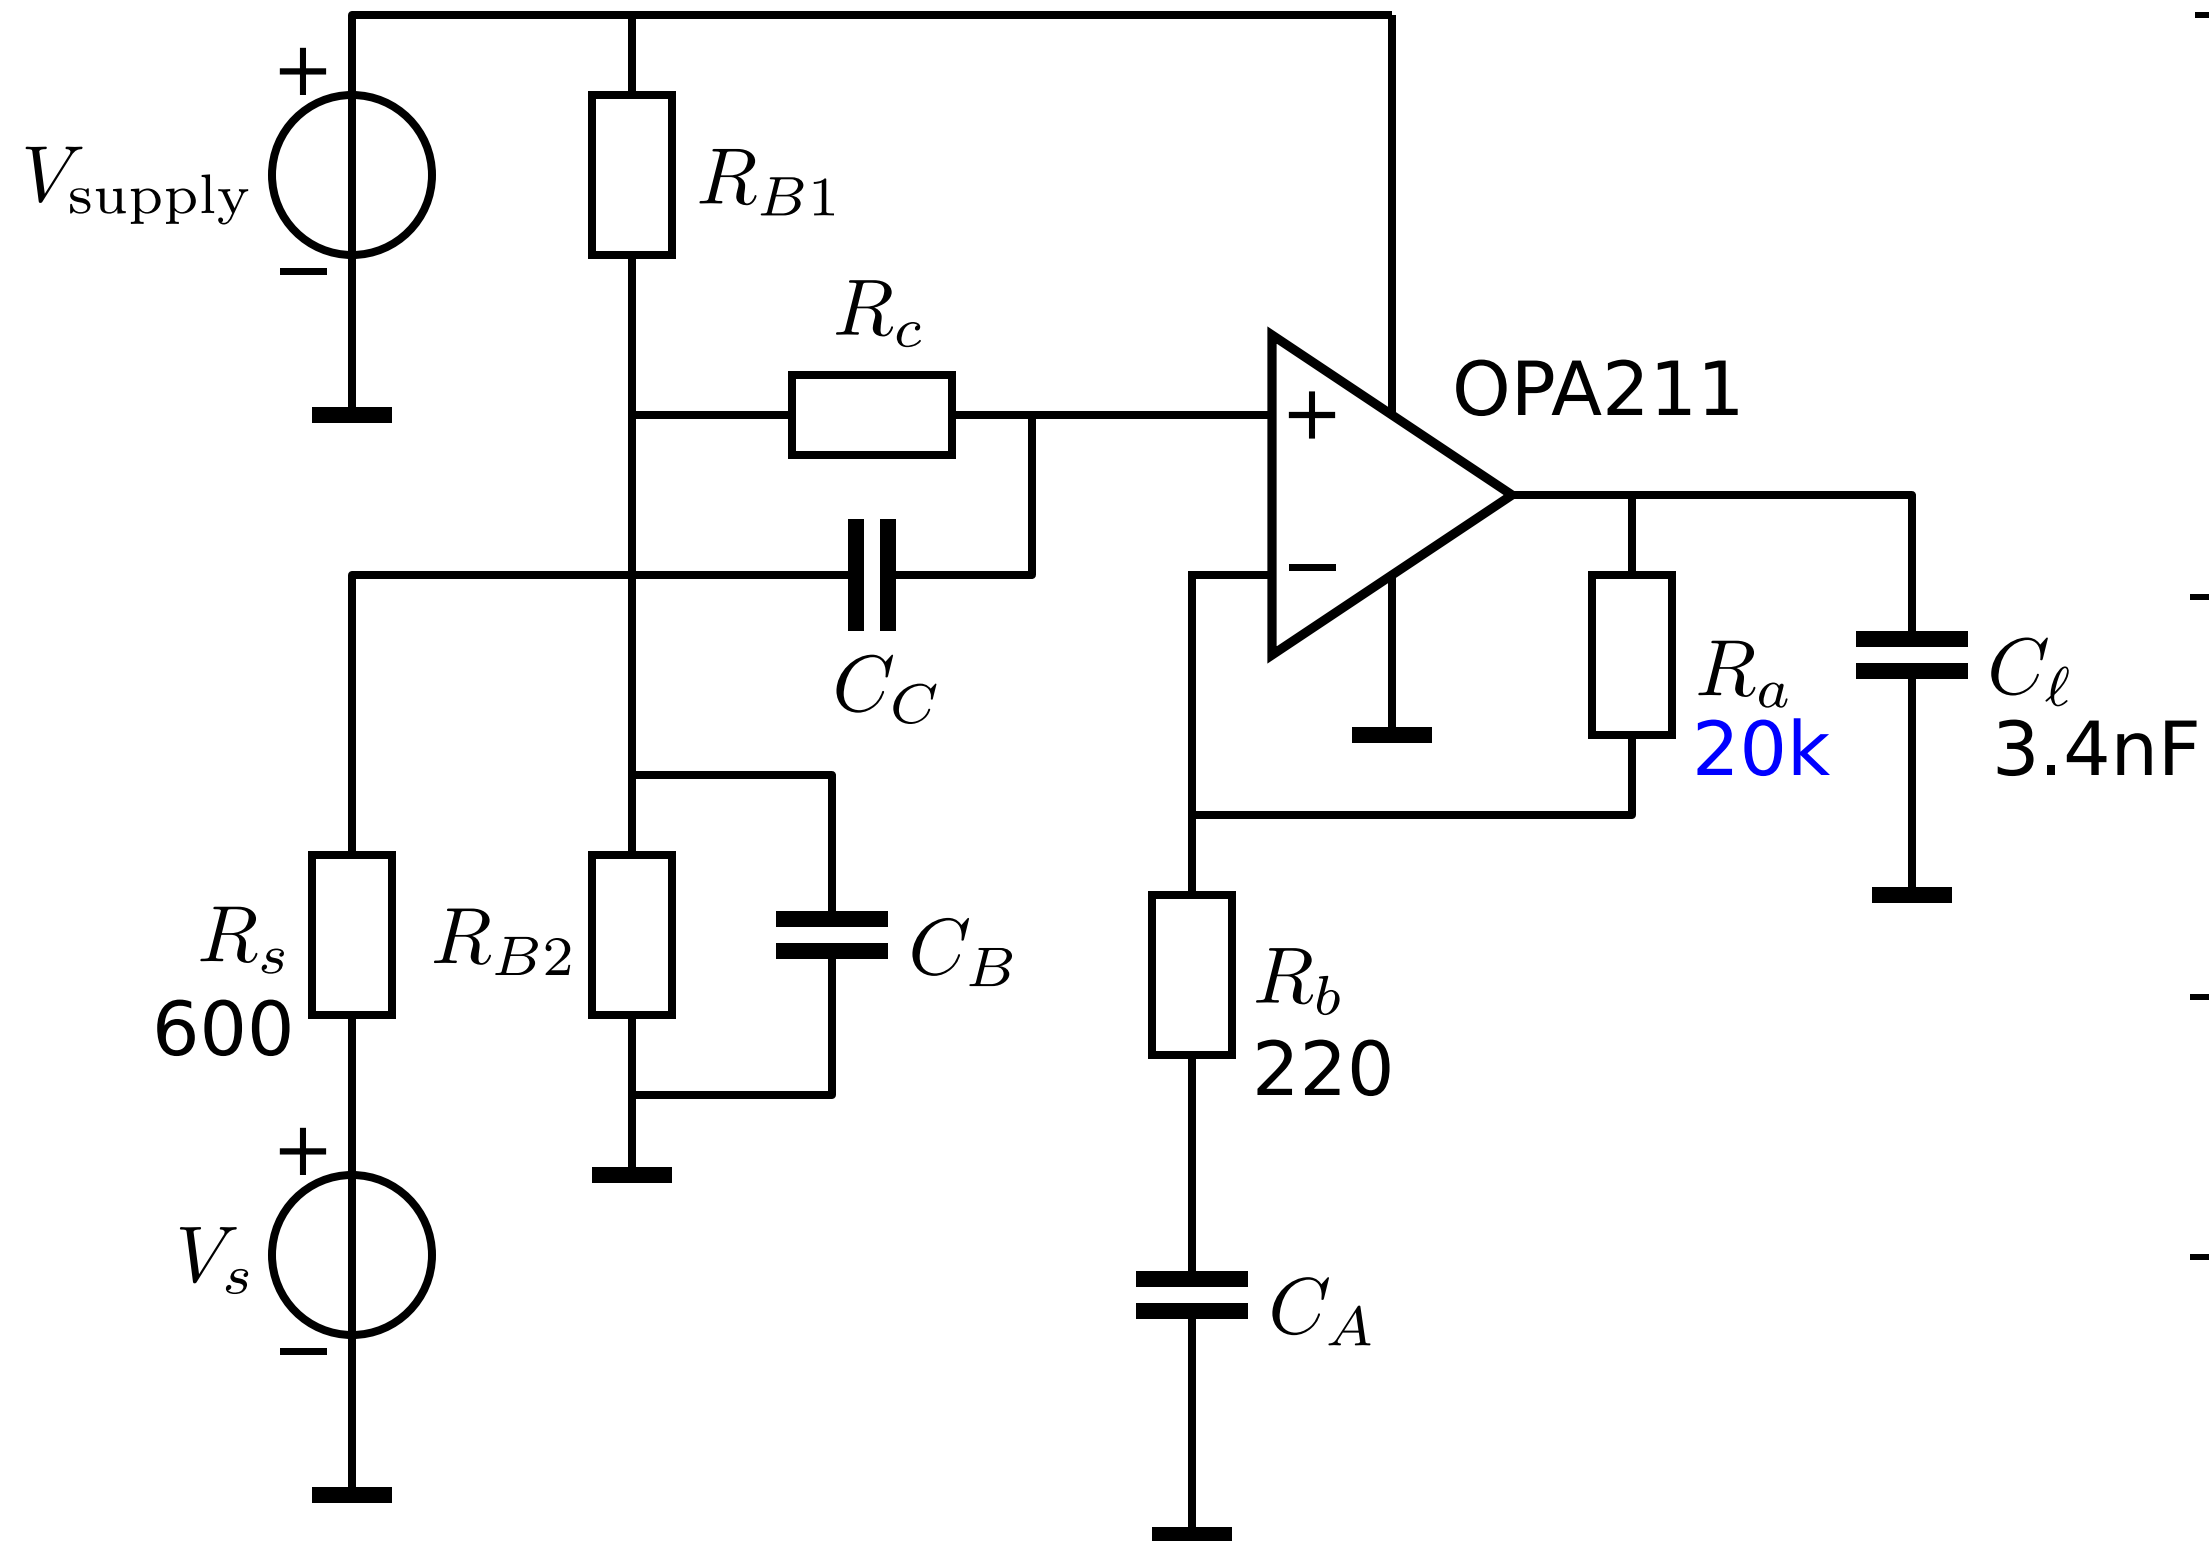 +
V_supply
−
R_B1
R_c
+
−
OPA211
C_C
R_a
20k
C_ℓ
3.4nF
R_s
600
R_B2
C_B
R_b
220
+
V_s
−
C_A